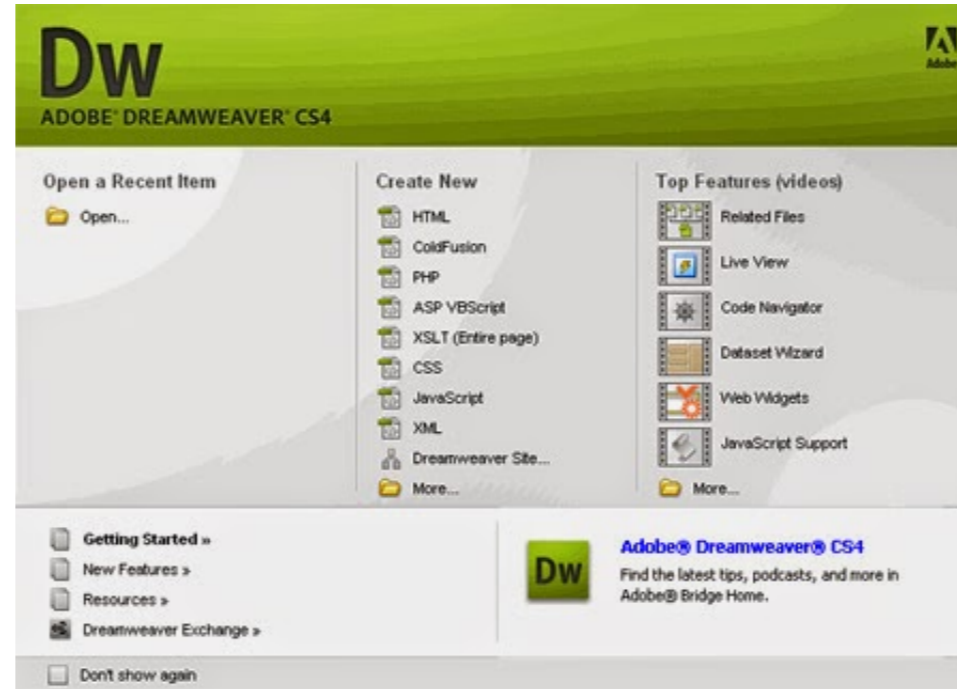 Dw
Adobe
ADOBE® DREAMWEAVER® CS4
Open a Recent Item
Open...
Create New
HTML
ColdFusion
PHP
ASP VBScript
XSLT (Entire page)
CSS
JavaScript
XML
Dreamweaver Site...
More...
Top Features (videos)
Related Files
Live View
Code Navigator
Dataset Wizard
Web Widgets
JavaScript Support
More...
Getting Started »
New Features »
Resources »
Dreamweaver Exchange »
Dw
Adobe® Dreamweaver® CS4
Find the latest tips, podcasts, and more in
Adobe® Bridge Home.
Don't show again